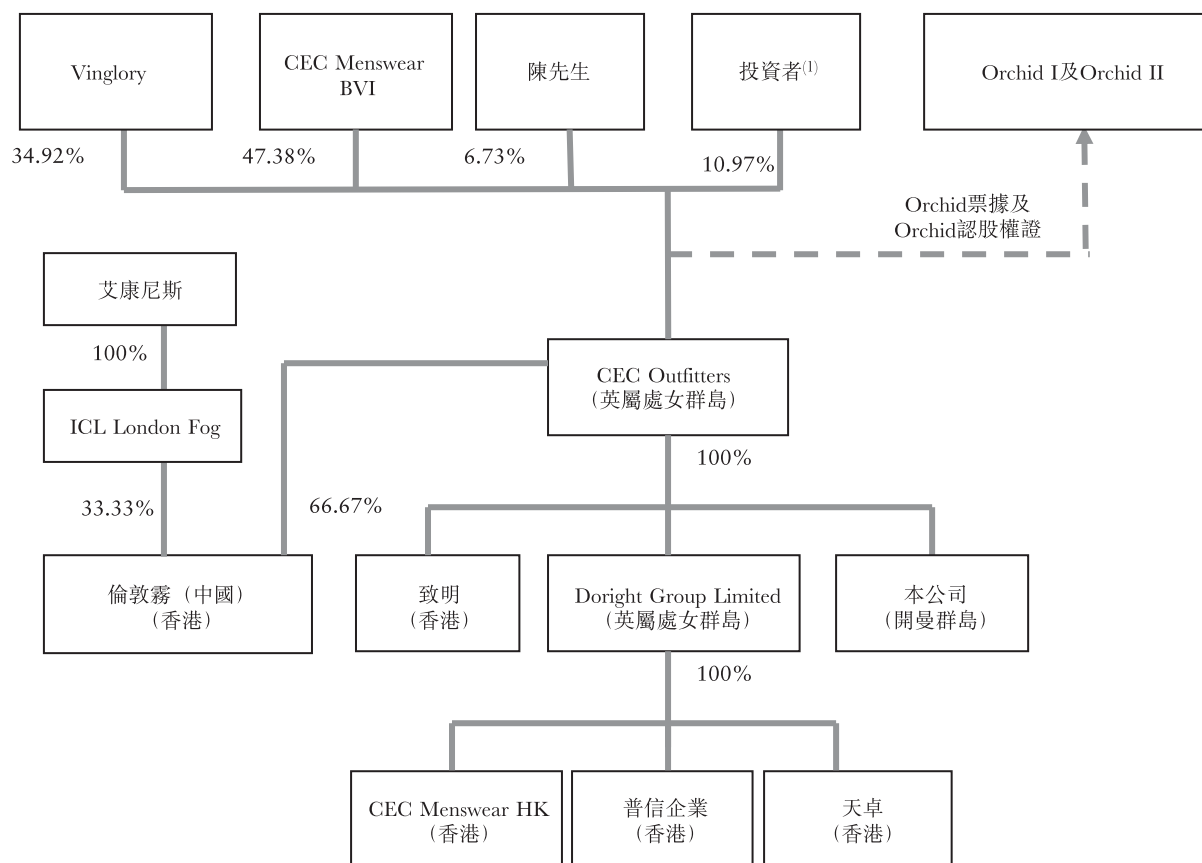 Vinglory
CEC Menswear
BVI
陳先生
投資者(1)
Orchid I及Orchid II
34.92%
47.38%
6.73%
10.97%
Orchid票據及
Orchid認股權證
艾康尼斯
100%
CEC Outfitters
(英屬處女群島)
ICL London Fog
100%
33.33%
66.67%
倫敦霧(中國)
(香港)
致明
(香港)
Doright Group Limited
(英屬處女群島)
本公司
(開曼群島)
100%
CEC Menswear HK
(香港)
普信企業
(香港)
天卓
(香港)